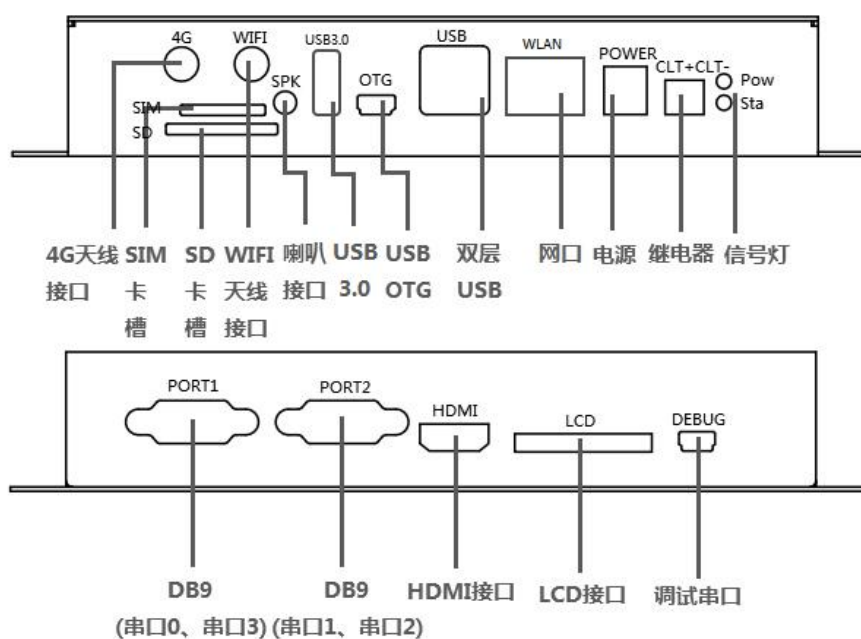 4G WIFI USB3.0 USB WLAN POWER CLT+CLT-
SPK OTG Pow
SIM Sta
SD
4G天线 SIM SD WIFI 喇叭 USB USB 双层 网口 电源 继电器 信号灯
接口 卡 卡 天线 接口 3.0 OTG USB
槽 槽 接口
PORT1 PORT2 HDMI LCD DEBUG
DB9 DB9 HDMI接口 LCD接口 调试串口
(串口0、串口3) (串口1、串口2)